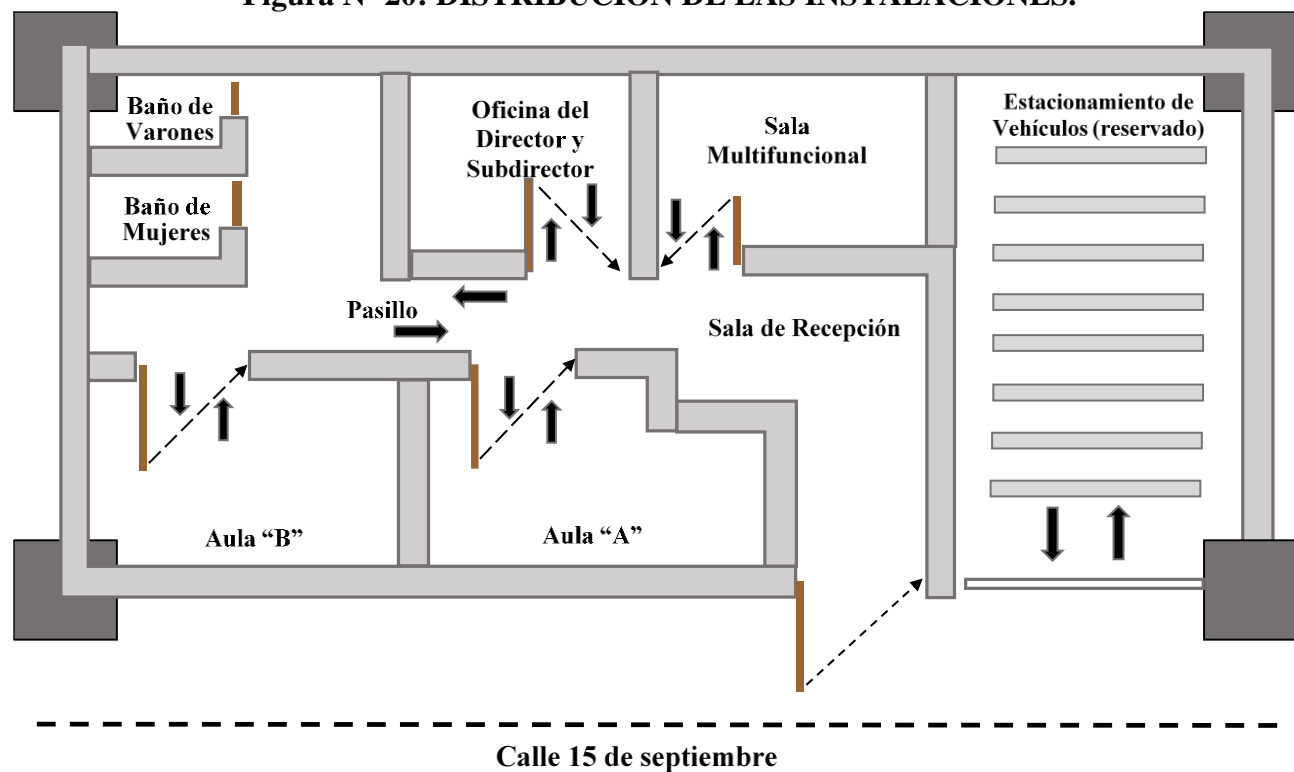 Figura N° 20: DISTRIBUCIÓN DE LAS INSTALACIONES.
Baño de
Varones
Oficina del
Director y
Subdirector
Sala
Multifuncional
Estacionamiento de
Vehículos (reservado)
Baño de
Mujeres
Pasillo
Sala de Recepción
Aula “B”
Aula “A”
Calle 15 de septiembre